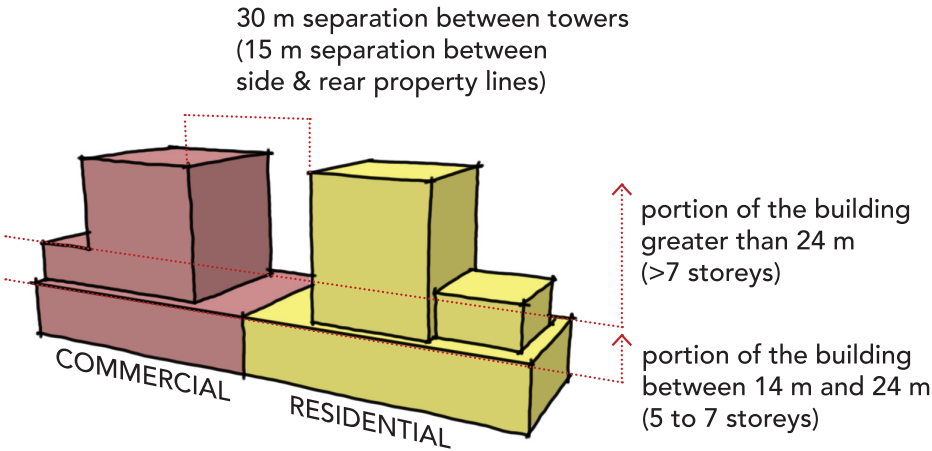 30 m separation between towers
(15 m separation between
side & rear property lines)
portion of the building
greater than 24 m
(>7 storeys)
portion of the building
between 14 m and 24 m
(5 to 7 storeys)
COMMERCIAL
RESIDENTIAL